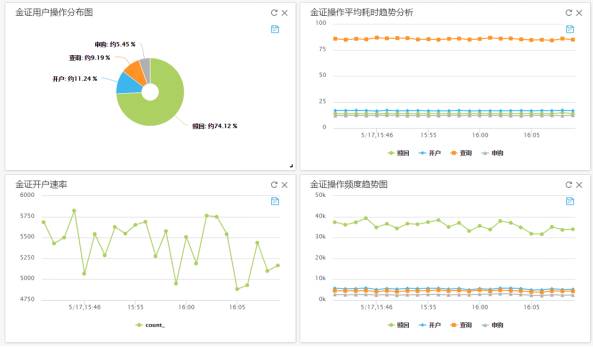 金证用户操作分布图
申购: 约5.45 %
查询: 约9.19 %
开户: 约11.24 %
赎回: 约74.12 %
金证操作平均耗时趋势分析
100
75
50
25
0
5/17,15:46
15:55
16:00
16:05
赎回
开户
查询
申购
金证开户速率
6000
5750
5500
5250
5000
4750
5/17,15:46
15:55
16:00
16:05
count_
金证操作频度趋势图
50k
40k
30k
20k
10k
0k
5/17,15:46
15:55
16:00
16:05
赎回
开户
查询
申购